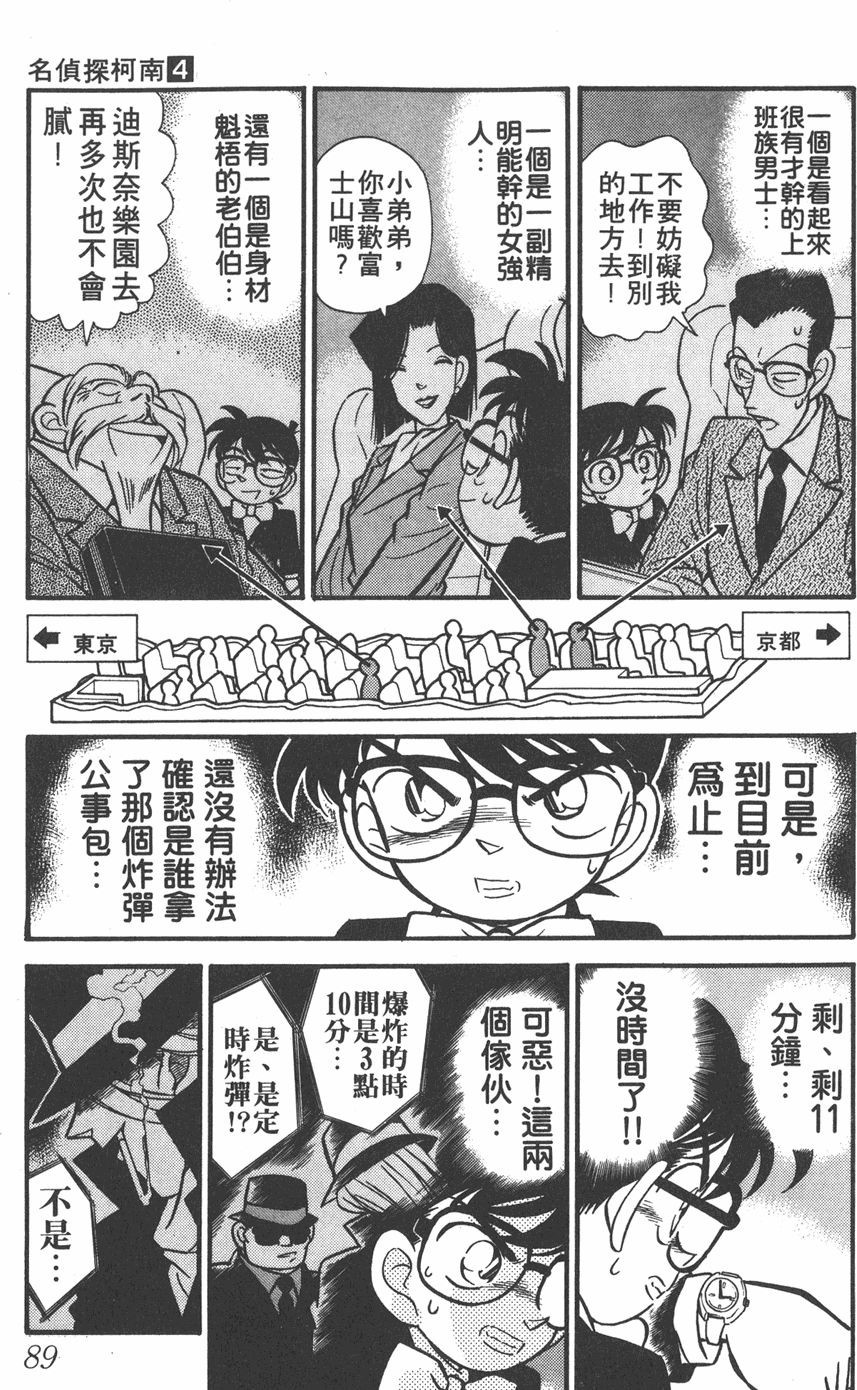 名偵探柯南4
一個是看起來
很有才幹的上
班族男士…
不要妨礙我
工作！到別
的地方去！
一個是一副精
明能幹的女強
人…
小弟弟，
你喜歡富
士山嗎？
還有一個是身材
魁梧的老伯伯…
迪斯奈樂園去
再多次也不會
膩！
東京
京都
可是，
到目前
爲止…
還沒有辦法
確認是誰拿
了那個炸彈
公事包…
剩、剩11
分鐘…
沒時間了!!
可惡！這兩
個傢伙…
爆炸的時
間是3點
10分…
是、是定
時炸彈!?
不是…
89